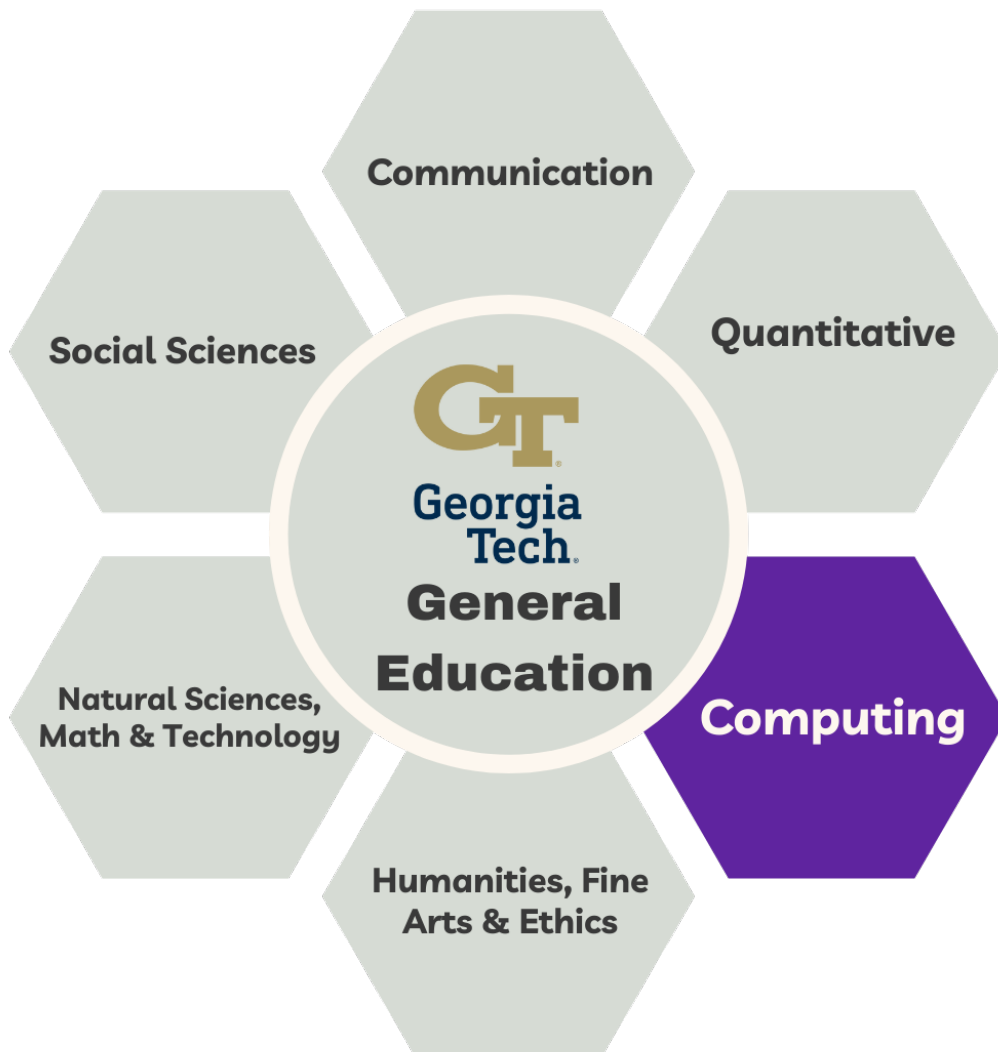 Communication
Quantitative
Social Sciences
GT
Georgia
Tech
General
Education
Computing
Natural Sciences,
Math & Technology
Humanities, Fine
Arts & Ethics